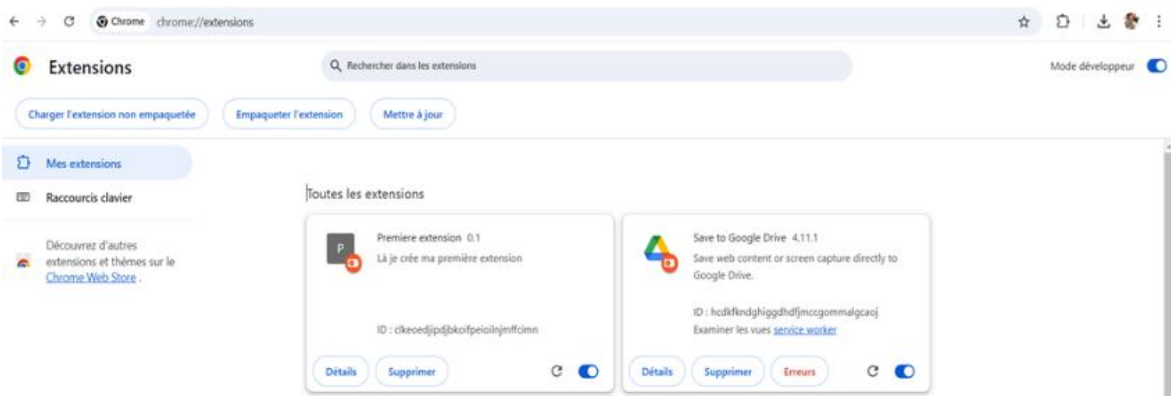 Chrome chrome://extensions
Extensions
Rechercher dans les extensions
Mode développeur
Charger l'extension non empaquetée
Empaqueter l'extension
Mettre à jour
Mes extensions
Raccourcis clavier
Découvrez d'autres
extensions et thèmes sur le
Chrome Web Store .
Toutes les extensions
P
Premiere extension 0.1
Là je crée ma première extension
ID : clkeoedjipdjbkoifpeioilnjmffcimn
Détails
Supprimer
Save to Google Drive 4.11.1
Save web content or screen capture directly to
Google Drive.
ID : hcdkfkndghiggdhdfjmccgommalgcaoj
Examiner les vues service worker
Détails
Supprimer
Erreurs